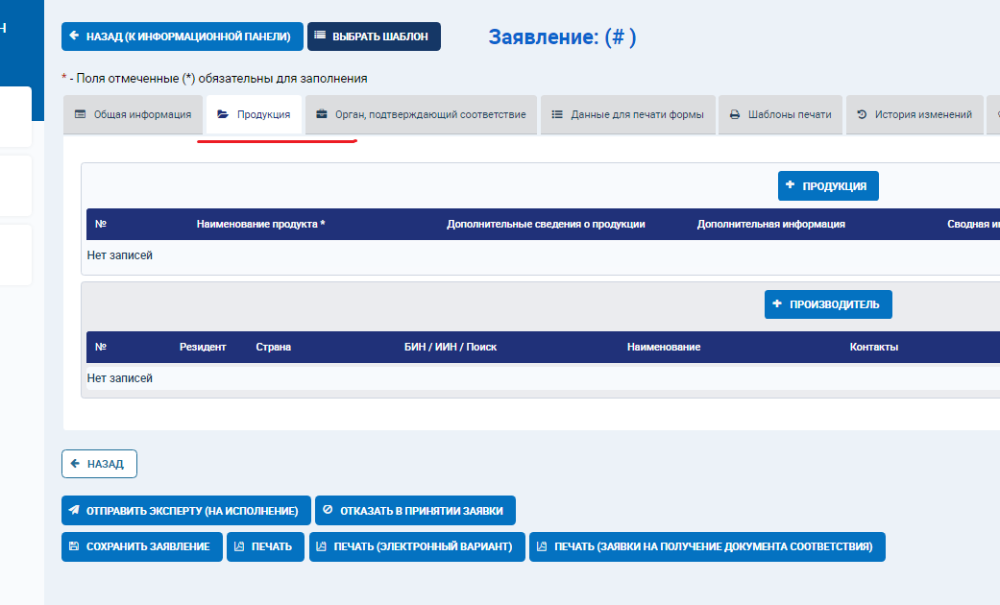 Н
НАЗАД (К ИНФОРМАЦИОННОЙ ПАНЕЛИ) ВЫБРАТЬ ШАБЛОН Заявление: (# )
* - Поля отмеченные (*) обязательны для заполнения
Общая информация Продукция Орган, подтверждающий соответствие Данные для печати формы Шаблоны печати История изменений
+ ПРОДУКЦИЯ
№ Наименование продукта * Дополнительные сведения о продукции Дополнительная информация Сводная ин
Нет записей
+ ПРОИЗВОДИТЕЛЬ
№ Резидент Страна БИН / ИИН / Поиск Наименование Контакты
Нет записей
НАЗАД
ОТПРАВИТЬ ЭКСПЕРТУ (НА ИСПОЛНЕНИЕ) ОТКАЗАТЬ В ПРИНЯТИИ ЗАЯВКИ
СОХРАНИТЬ ЗАЯВЛЕНИЕ ПЕЧАТЬ ПЕЧАТЬ (ЭЛЕКТРОННЫЙ ВАРИАНТ) ПЕЧАТЬ (ЗАЯВКИ НА ПОЛУЧЕНИЕ ДОКУМЕНТА СООТВЕТСТВИЯ)